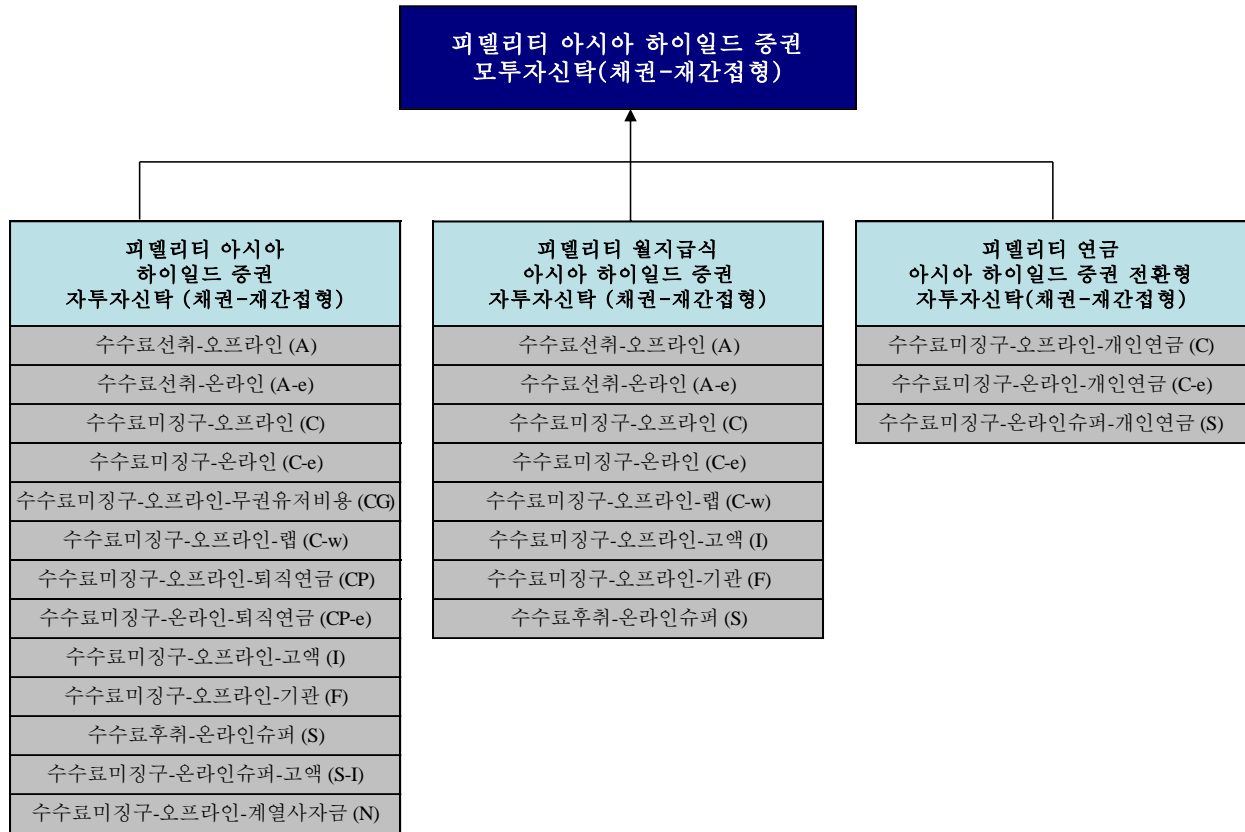 피델리티 아시아 하이일드 증권
모투자신탁(채권-재간접형)
피델리티 아시아
하이일드 증권
자투자신탁 (채권-재간접형)
수수료선취-오프라인 (A)
수수료선취-온라인 (A-e)
수수료미징구-오프라인 (C)
수수료미징구-온라인 (C-e)
수수료미징구-오프라인-무권유저비용 (CG)
수수료미징구-오프라인-랩 (C-w)
수수료미징구-오프라인-퇴직연금 (CP)
수수료미징구-온라인-퇴직연금 (CP-e)
수수료미징구-오프라인-고액 (I)
수수료미징구-오프라인-기관 (F)
수수료후취-온라인슈퍼 (S)
수수료미징구-온라인슈퍼-고액 (S-I)
수수료미징구-오프라인-계열사자금 (N)
피델리티 월지급식
아시아 하이일드 증권
자투자신탁 (채권-재간접형)
수수료선취-오프라인 (A)
수수료선취-온라인 (A-e)
수수료미징구-오프라인 (C)
수수료미징구-온라인 (C-e)
수수료미징구-오프라인-랩 (C-w)
수수료미징구-오프라인-고액 (I)
수수료미징구-오프라인-기관 (F)
수수료후취-온라인슈퍼 (S)
피델리티 연금
아시아 하이일드 증권 전환형
자투자신탁(채권-재간접형)
수수료미징구-오프라인-개인연금 (C)
수수료미징구-온라인-개인연금 (C-e)
수수료미징구-온라인슈퍼-개인연금 (S)